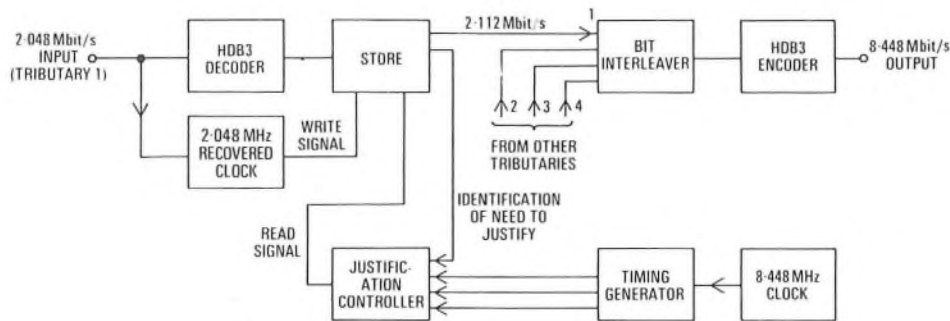 2·048 Mbit/s
INPUT
(TRIBUTARY 1)
HDB3
DECODER
STORE
2·112 Mbit/s
1
BIT
INTERLEAVER
HDB3
ENCODER
8·448 Mbit/s
OUTPUT
2
3
4
FROM OTHER
TRIBUTARIES
2·048 MHz
RECOVERED
CLOCK
WRITE
SIGNAL
IDENTIFICATION
OF NEED TO
JUSTIFY
READ
SIGNAL
JUSTIFIC-
ATION
CONTROLLER
TIMING
GENERATOR
8·448 MHz
CLOCK